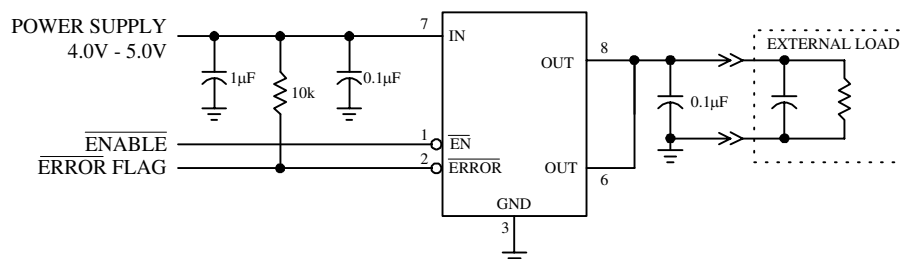 POWER SUPPLY
4.0V - 5.0V
7
IN
8
OUT
EXTERNAL LOAD
1μF
10k
0.1μF
0.1μF
ENABLE
1
EN
ERROR FLAG
2
ERROR
OUT
6
GND
3